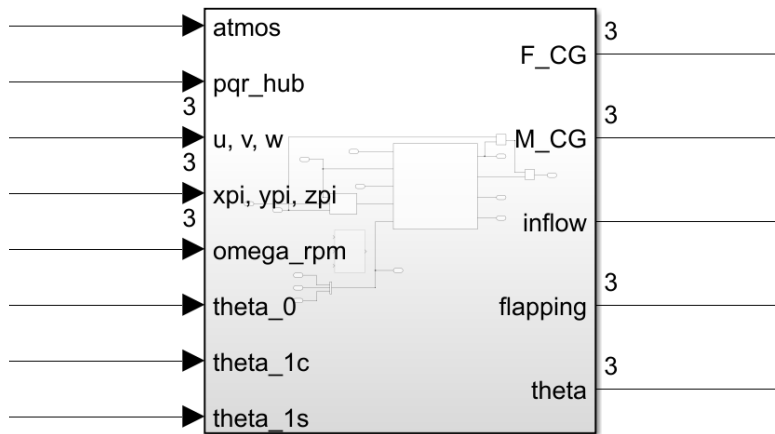 atmos
3
F_CG
pqr_hub
3
3
u, v, w
M_CG
3
xpi, ypi, zpi
3
inflow
omega_rpm
3
theta_0
flapping
3
theta_1c
theta
theta_1s